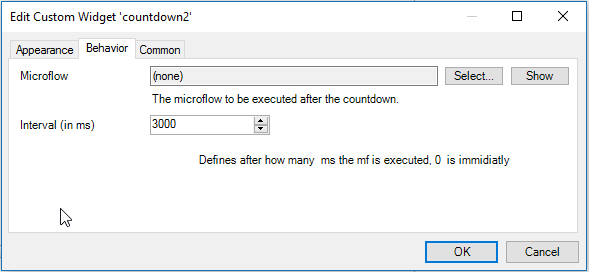 Edit Custom Widget 'countdown2'
Appearance Behavior Common
Microflow (none) Select... Show
The microflow to be executed after the countdown.
Interval (in ms) 3000
Defines after how many  ms the mf is executed, 0  is immidiatly
OK Cancel